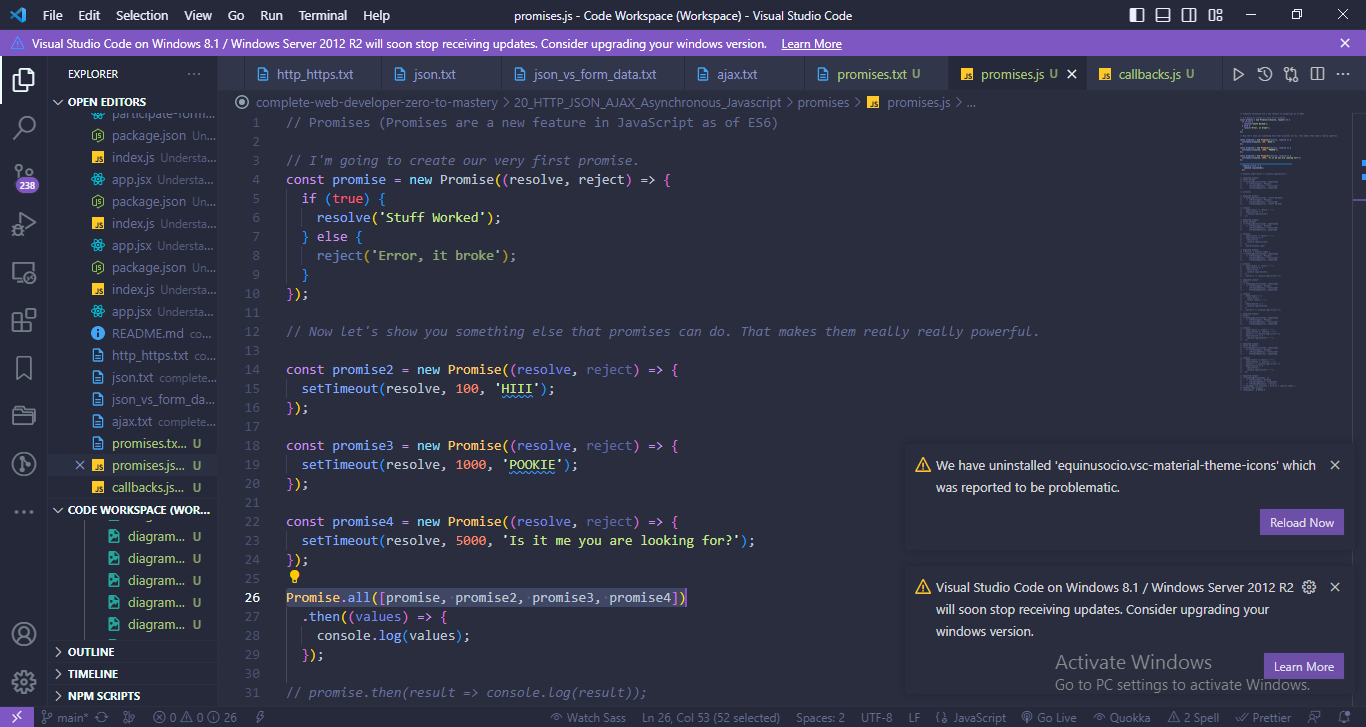 File Edit Selection View Go Run Terminal Help promises.js - Code Workspace (Workspace) - Visual Studio Code
Visual Studio Code on Windows 8.1 / Windows Server 2012 R2 will soon stop receiving updates. Consider upgrading your windows version. Learn More
EXPLORER
http_https.txt json.txt json_vs_form_data.txt ajax.txt promises.txt U promises.js U callbacks.js U
OPEN EDITORS
participate-form...
package.json Un...
index.js Understa...
app.jsx Understa...
package.json Un...
index.js Understa...
app.jsx Understa...
package.json Un...
index.js Understa...
app.jsx Understa...
README.md co...
http_https.txt co...
json.txt complete...
json_vs_form_da...
ajax.txt complete...
promises.tx... U
promises.js... U
callbacks.js... U
CODE WORKSPACE (WOR...
diagram... U
diagram... U
diagram... U
diagram... U
diagram... U
OUTLINE
TIMELINE
NPM SCRIPTS
238
complete-web-developer-zero-to-mastery > 20_HTTP_JSON_AJAX_Asynchronous_Javascript > promises > JS promises.js > ...
1 // Promises (Promises are a new feature in JavaScript as of ES6)
2
3 // I'm going to create our very first promise.
4 const promise = new Promise((resolve, reject) => {
5 if (true) {
6 resolve('Stuff Worked');
7 } else {
8 reject('Error, it broke');
9 }
10 });
11
12 // Now let's show you something else that promises can do. That makes them really really powerful.
13
14 const promise2 = new Promise((resolve, reject) => {
15 setTimeout(resolve, 100, 'HIII');
16 });
17
18 const promise3 = new Promise((resolve, reject) => {
19 setTimeout(resolve, 1000, 'POOKIE');
20 });
21
22 const promise4 = new Promise((resolve, reject) => {
23 setTimeout(resolve, 5000, 'Is it me you are looking for?');
24 });
25
26 Promise.all([promise, promise2, promise3, promise4])
27 .then((values) => {
28 console.log(values);
29 });
30
31 // promise.then(result => console.log(result));
We have uninstalled 'equinusocio.vsc-material-theme-icons' which
was reported to be problematic.
Reload Now
Visual Studio Code on Windows 8.1 / Windows Server 2012 R2
will soon stop receiving updates. Consider upgrading your
windows version.
Learn More
Activate Windows
Go to PC settings to activate Windows.
main* 0 0 26 Watch Sass Ln 26, Col 53 (52 selected) Spaces: 2 UTF-8 LF {} JavaScript Go Live Quokka 2 Spell Prettier